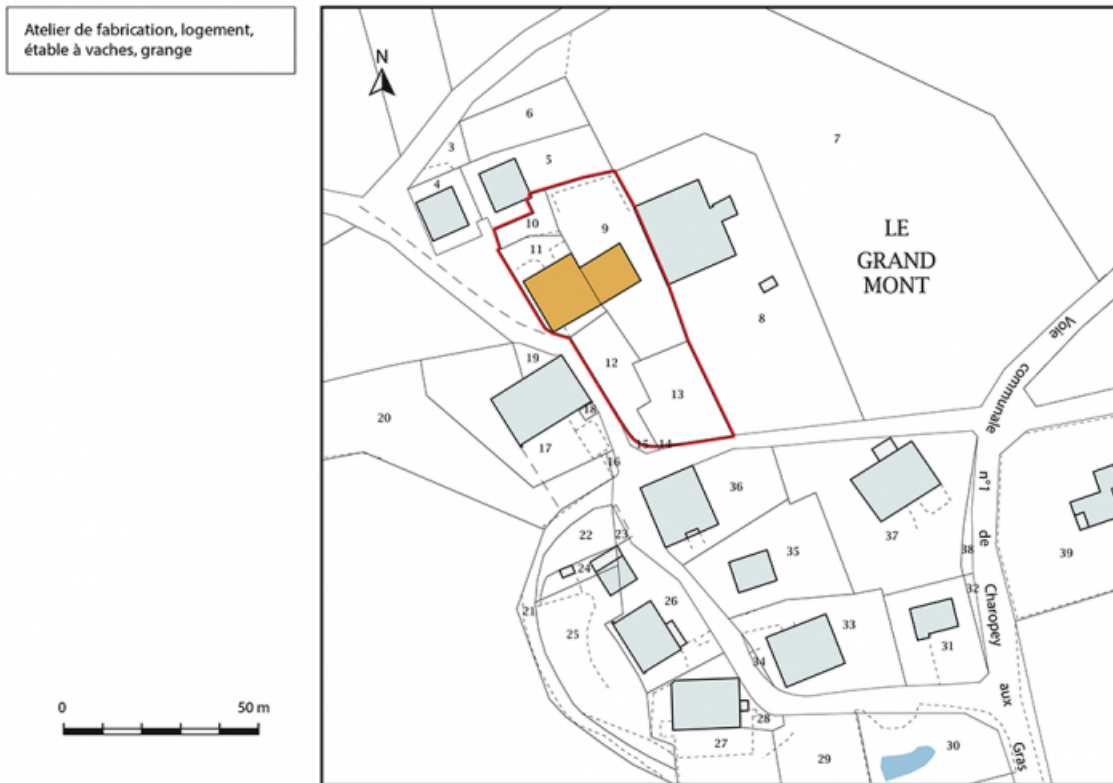 Atelier de fabrication, logement,
étable à vaches, grange
N
6
7
3
5
4
10
9
11
LE
GRAND
MONT
8
Voie
communale
n°1
de
Charopey
aux
Gras
12
19
13
20
18
17
15
14
16
36
37
22
23
35
38
39
24
32
21
26
25
33
31
34
28
27
29
30
0
50 m